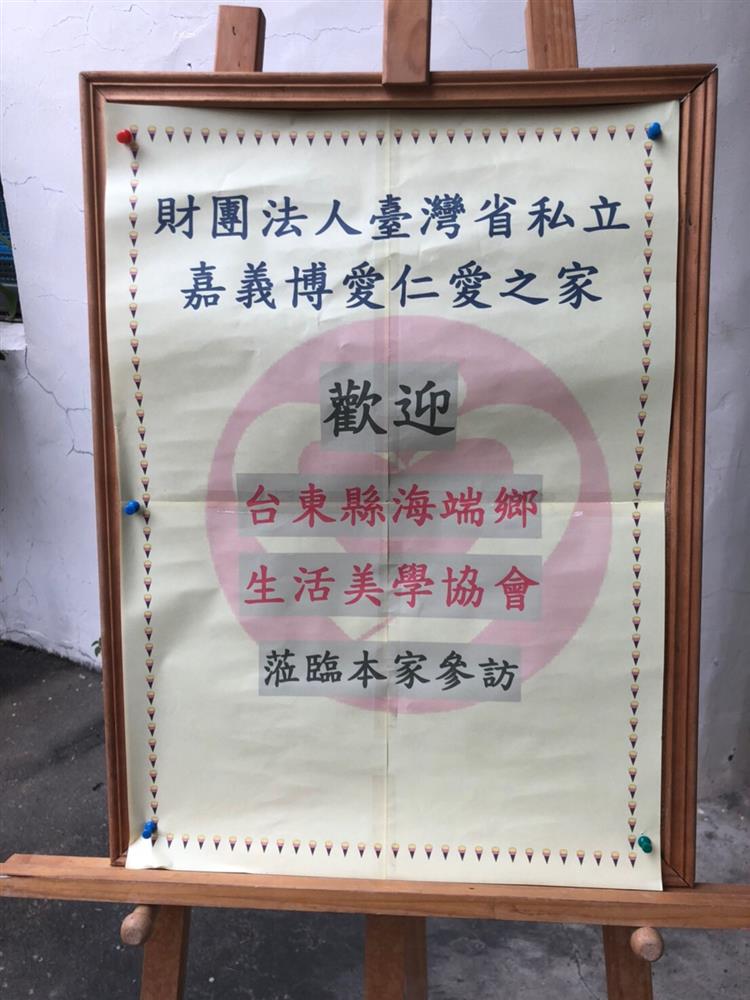 財團法人臺灣省私立
嘉義博愛仁愛之家
歡迎
台東縣海端鄉
生活美學協會
蒞臨本家參訪